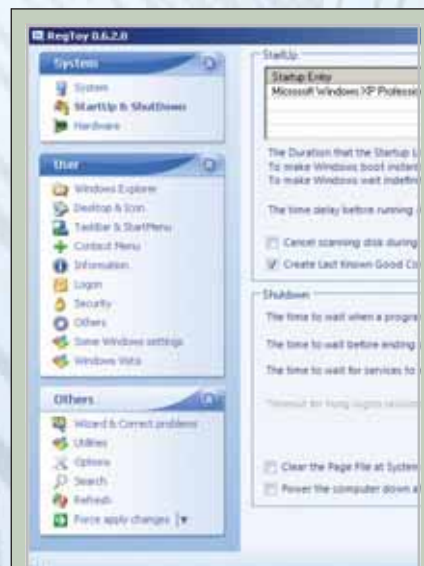 RegToy 0.6.2.0
System
System
StartUp & ShutDown
Hardware
User
Windows Explorer
Desktop & Icon
TaskBar & StartMenu
Context Menu
Information
Logon
Security
Others
Some Windows settings
Windows Vista
Others
Wizard & Correct problems
Utilities
Options
Search
Refresh
Force apply changes
StartUp
Startup Entry
Microsoft Windows XP Profession
The Duration that the Startup L
To make Windows boot instant
To make Windows wait indefin
The time delay before running
Cancel scanning disk during
Create Last Known Good Co
Shutdown
The time to wait when a progra
The time to wait before ending
The time to wait for services to
Clear the Page File at System
Power the computer down a